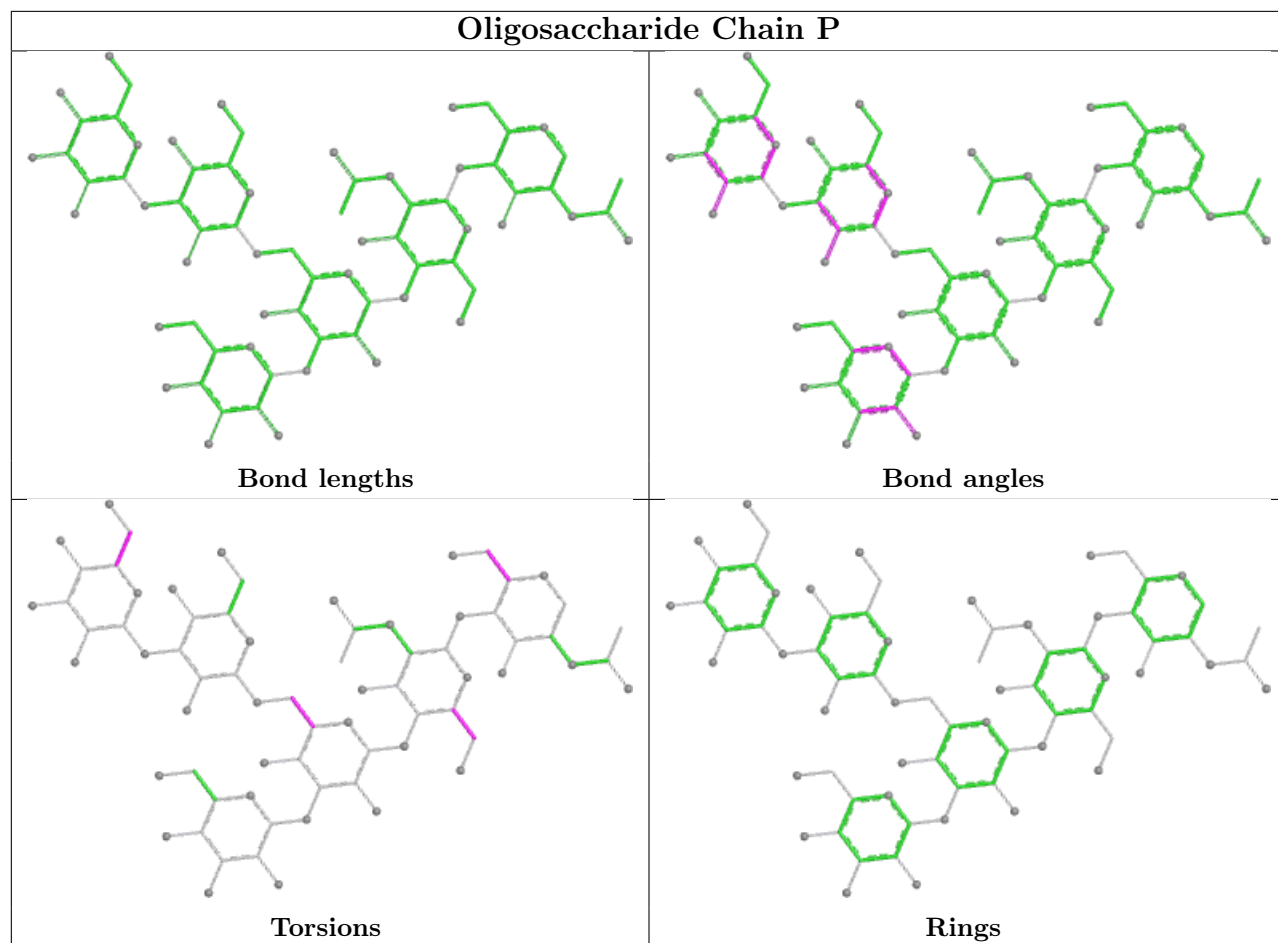 Oligosaccharide Chain P
Bond lengths
Bond angles
Torsions
Rings